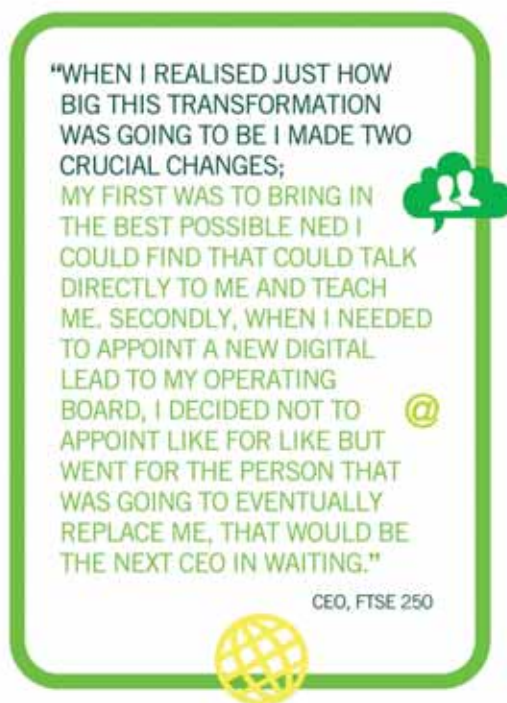 “WHEN I REALISED JUST HOW
BIG THIS TRANSFORMATION
WAS GOING TO BE I MADE TWO
CRUCIAL CHANGES;
MY FIRST WAS TO BRING IN
THE BEST POSSIBLE NED I
COULD FIND THAT COULD TALK
DIRECTLY TO ME AND TEACH
ME. SECONDLY, WHEN I NEEDED
TO APPOINT A NEW DIGITAL
LEAD TO MY OPERATING
BOARD, I DECIDED NOT TO
@
APPOINT LIKE FOR LIKE BUT
WENT FOR THE PERSON THAT
WAS GOING TO EVENTUALLY
REPLACE ME, THAT WOULD BE
THE NEXT CEO IN WAITING.”
CEO, FTSE 250